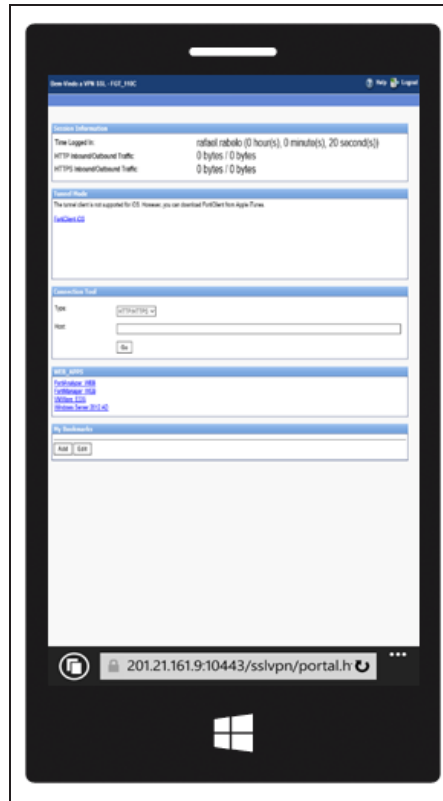 Bem-Vindo a VPN SSL - FGT_110C
Help Logout
Session Information
Time Logged In: rafael.rabelo (0 hour(s), 0 minute(s), 20 second(s))
HTTP Inbound/Outbound Traffic: 0 bytes / 0 bytes
HTTPS Inbound/Outbound Traffic: 0 bytes / 0 bytes
Tunnel Mode
The tunnel client is not supported for iOS. However, you can download FortiClient from Apple iTunes.
FortiClient iOS
Connection Tool
Type: HTTP/HTTPS
Host:
Go
WEB_APPS
FortiAnalyzer_WEB
FortiManager_WEB
VMWare_ESXi
Windows Server 2012 AD
My Bookmarks
Add Edit
201.21.161.9:10443/sslvpn/portal.h